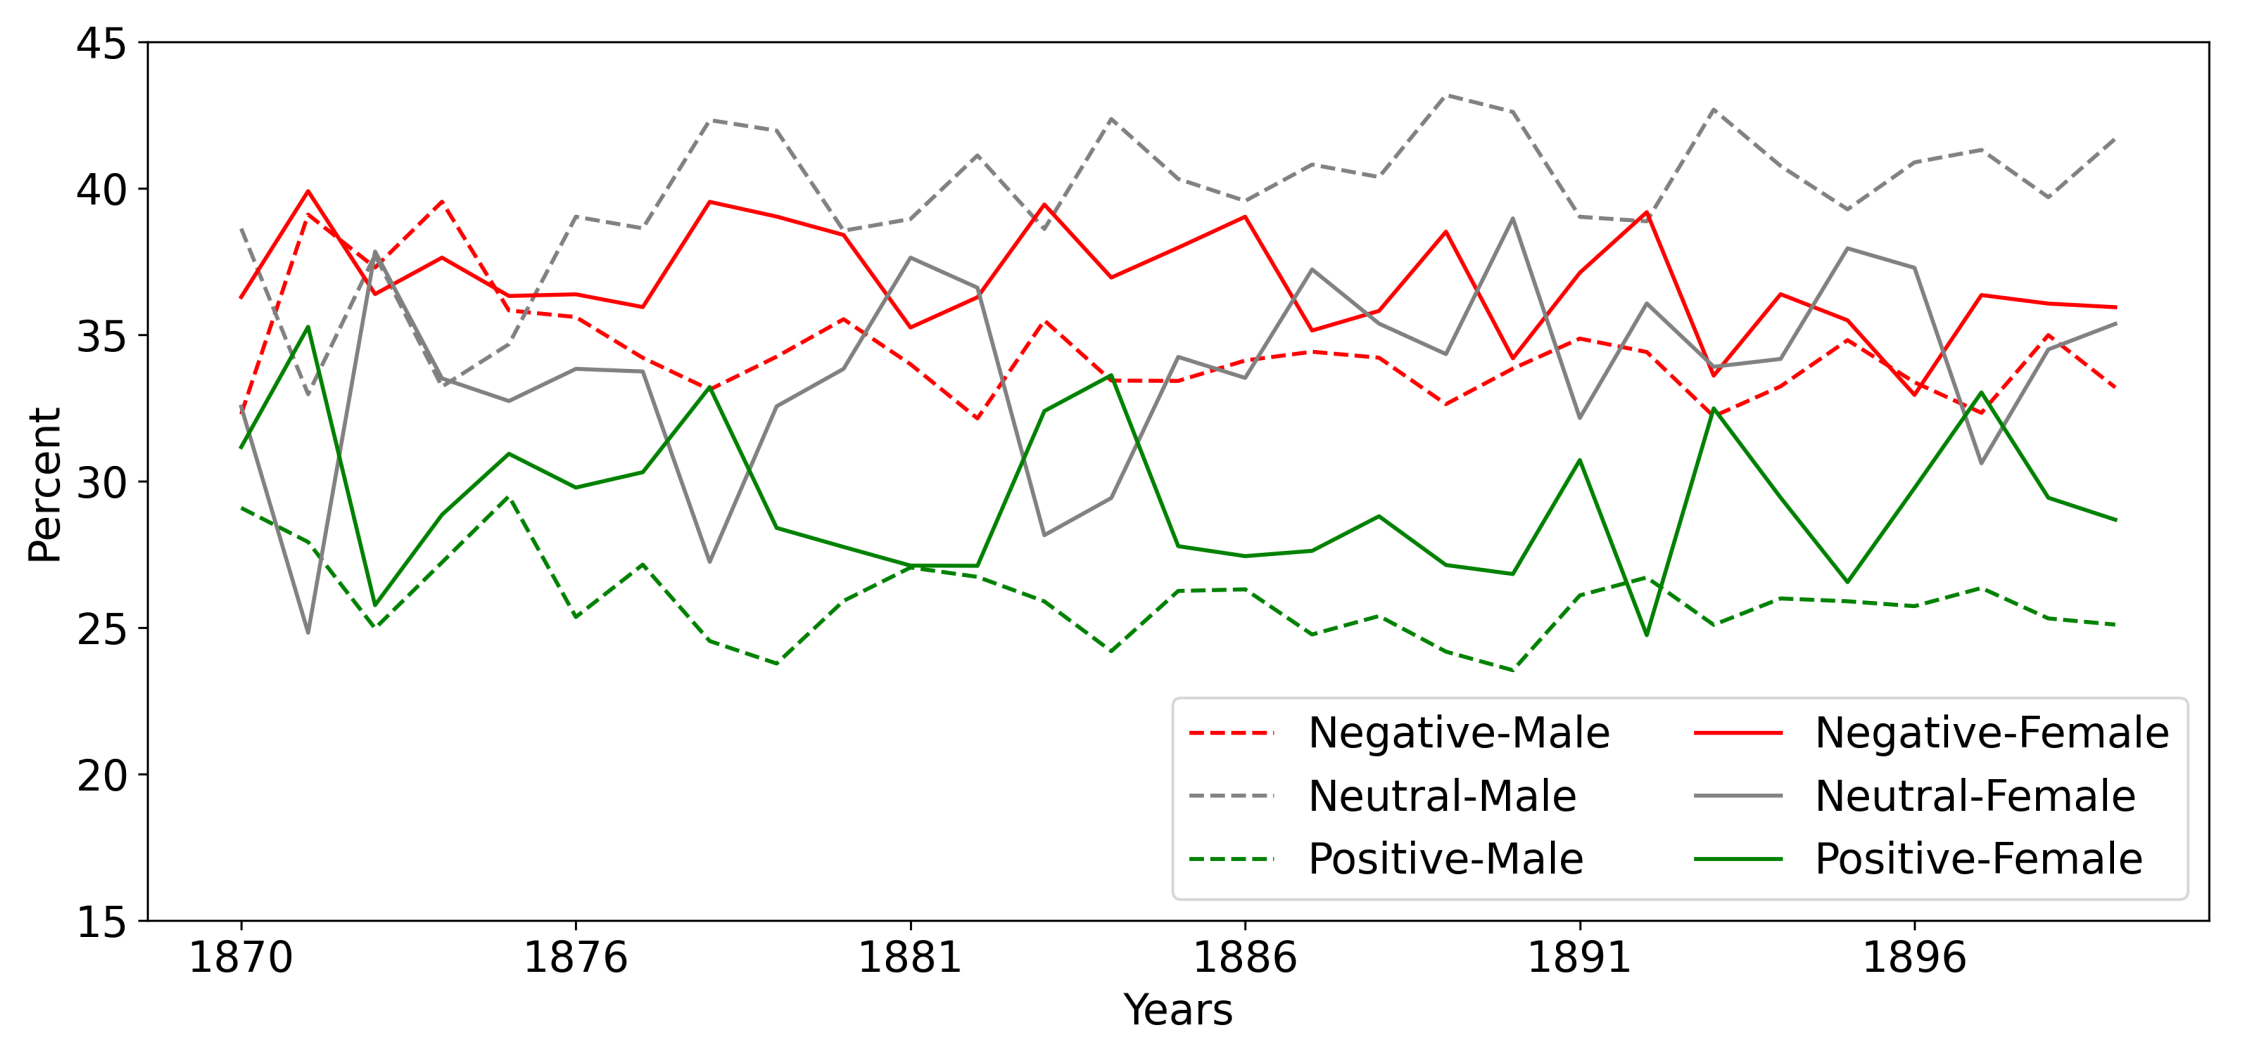 45
40
35
30
25
20
15
Percent
1870 1876 1881 1886 1891 1896
Years
Negative-Male Negative-Female
Neutral-Male Neutral-Female
Positive-Male Positive-Female